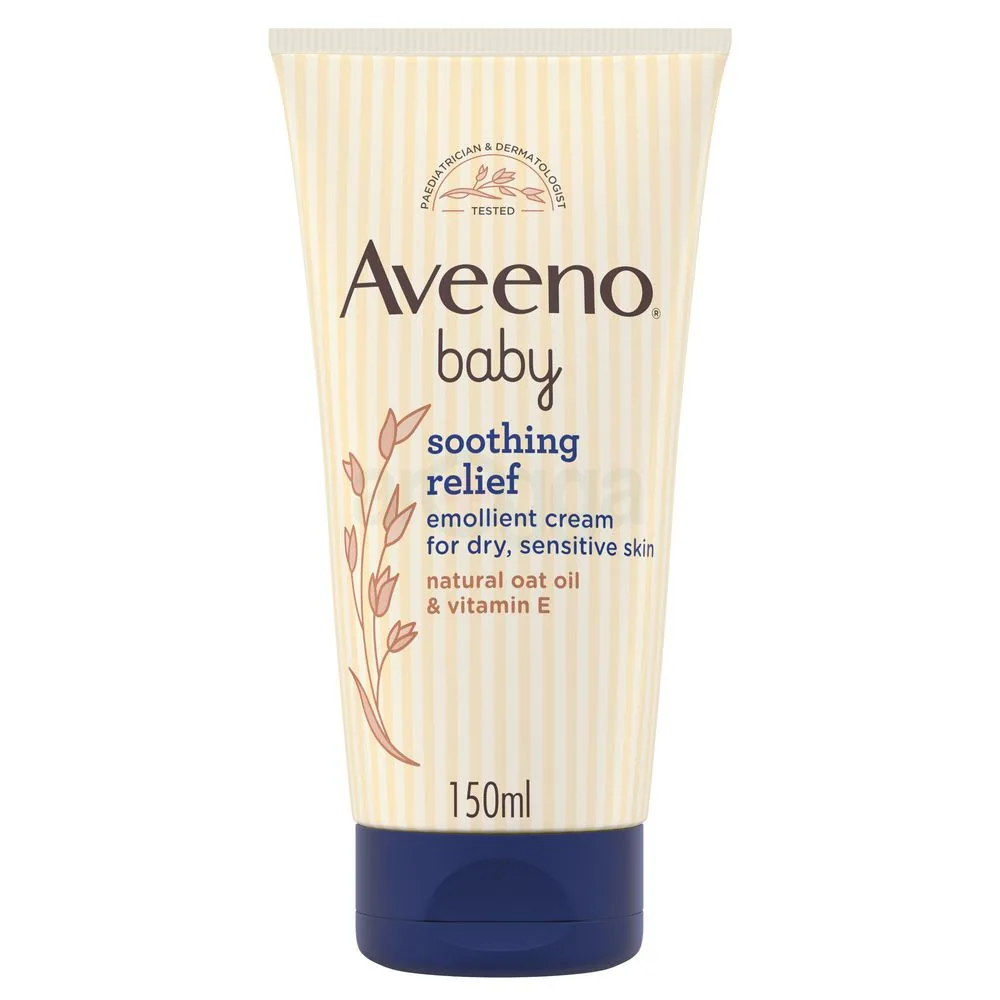 PAEDIATRICIAN & DERMATOLOGIST
TESTED
Aveeno®
baby
soothing
relief
emollient cream
for dry, sensitive skin
natural oat oil
& vitamin E
150ml